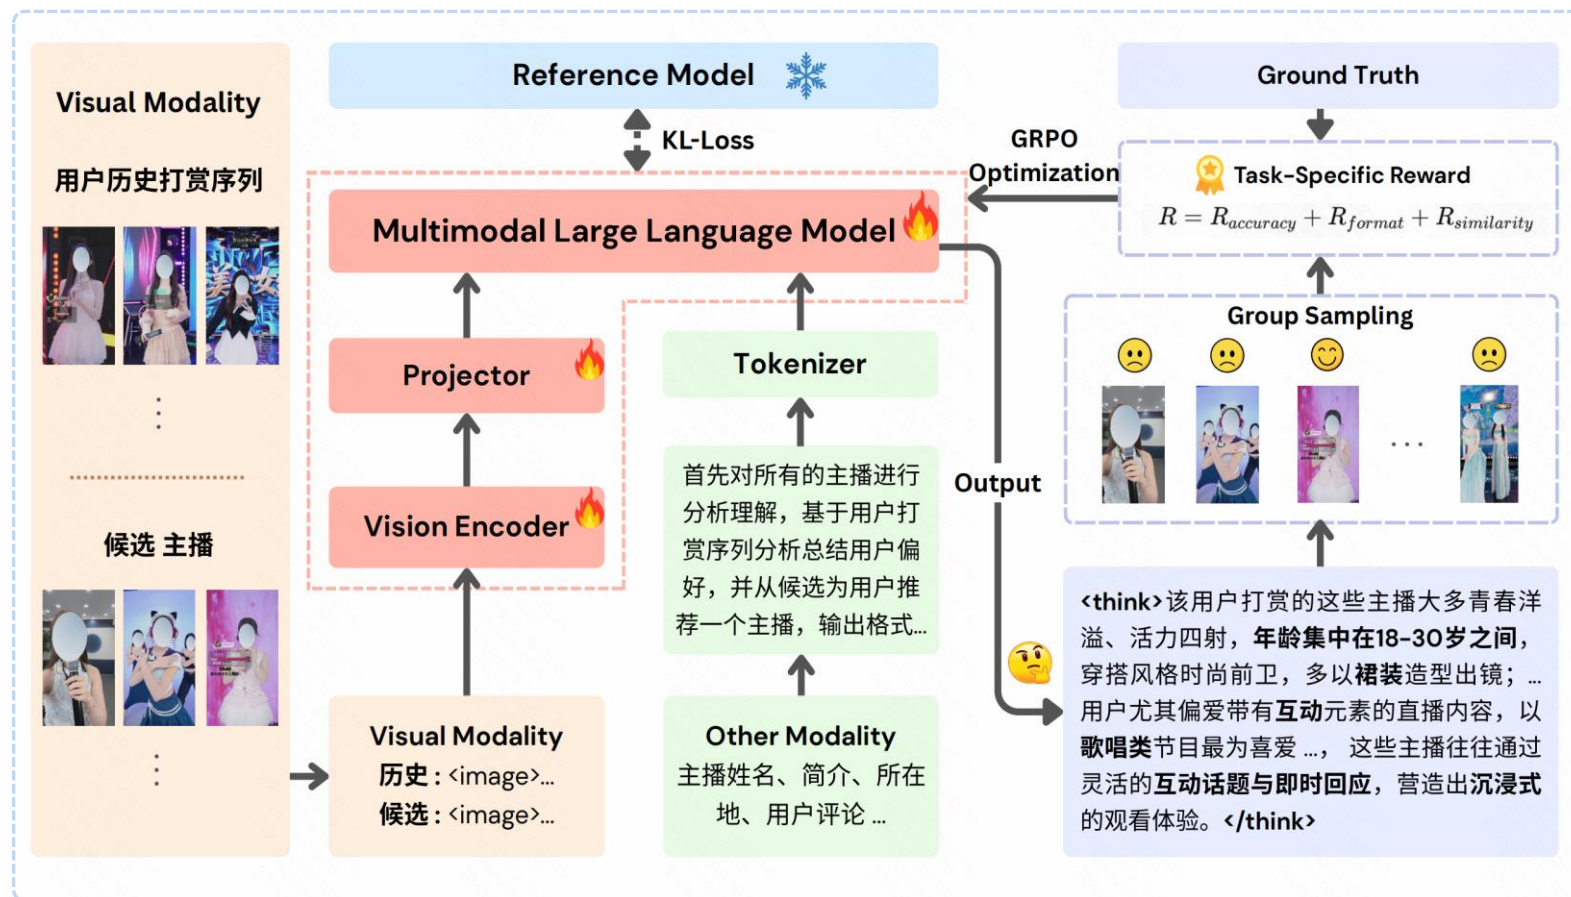 Visual Modality
用户历史打赏序列
美女
⋮
候选 主播
⋮
Reference Model
KL-Loss
Multimodal Large Language Model
Projector
Vision Encoder
Visual Modality
历史 : <image>...
候选 : <image>...
Tokenizer
首先对所有的主播进行
分析理解，基于用户打
赏序列分析总结用户偏
好，并从候选为用户推
荐一个主播，输出格式...
Other Modality
主播姓名、简介、所在
地、用户评论 ...
GRPO
Optimization
Output
Ground Truth
Task-Specific Reward
R = R_accuracy + R_format + R_similarity
Group Sampling
...
<think>该用户打赏的这些主播大多青春洋
溢、活力四射，年龄集中在18-30岁之间，
穿搭风格时尚前卫，多以裙装造型出镜；...
用户尤其偏爱带有互动元素的直播内容，以
歌唱类节目最为喜爱 ...， 这些主播往往通过
灵活的互动话题与即时回应，营造出沉浸式
的观看体验。</think>